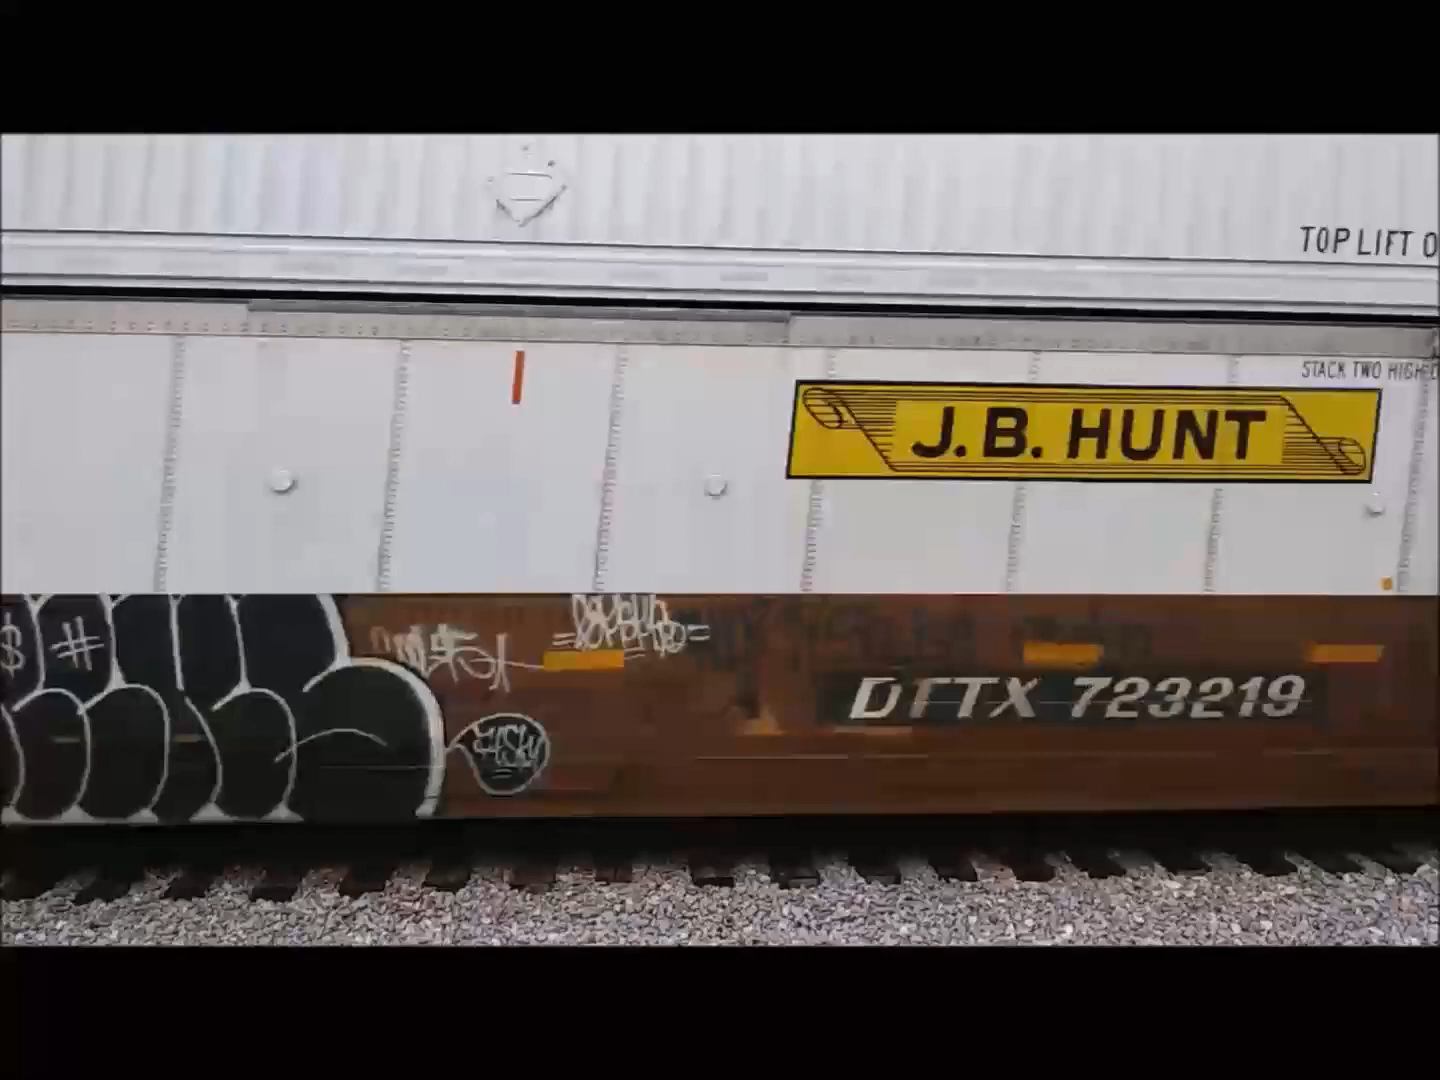 TOP LIFT O
STACK TWO HIGH
J.B. HUNT
$ #
DTTX 723219